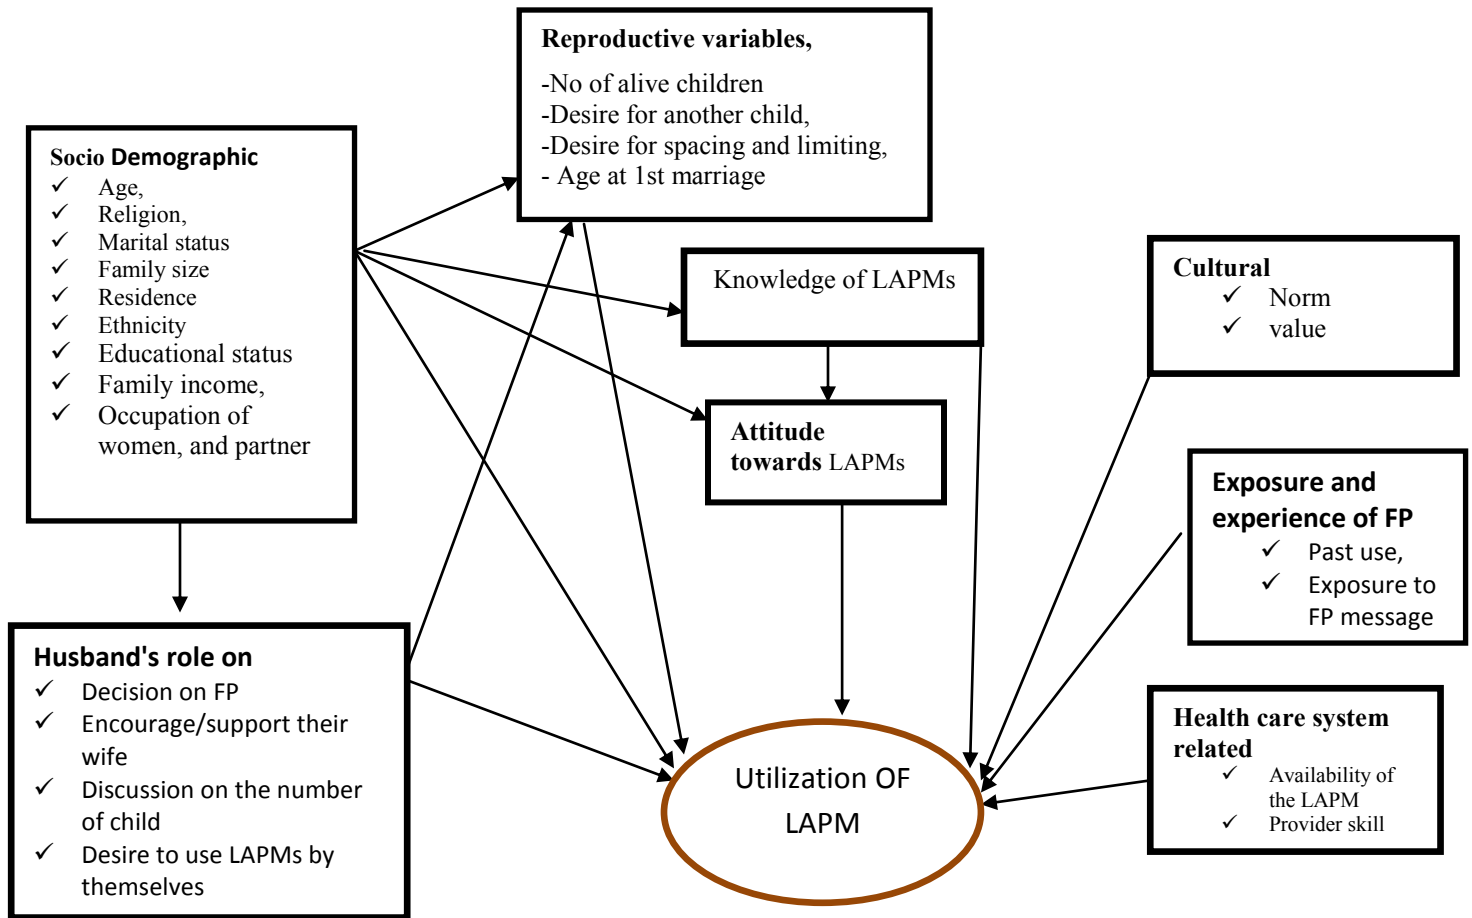 Reproductive variables,
-No of alive children
-Desire for another child,
-Desire for spacing and limiting,
- Age at 1st marriage
Socio Demographic
✓ Age,
✓ Religion,
✓ Marital status
✓ Family size
✓ Residence
✓ Ethnicity
✓ Educational status
✓ Family income,
✓ Occupation of
women, and partner
Knowledge of LAPMs
Attitude
towards LAPMs
Cultural
✓ Norm
✓ value
Exposure and
experience of FP
✓ Past use,
✓ Exposure to
FP message
Husband's role on
✓ Decision on FP
✓ Encourage/support their
wife
✓ Discussion on the number
of child
✓ Desire to use LAPMs by
themselves
Utilization OF
LAPM
Health care system
related
✓ Availability of
the LAPM
✓ Provider skill